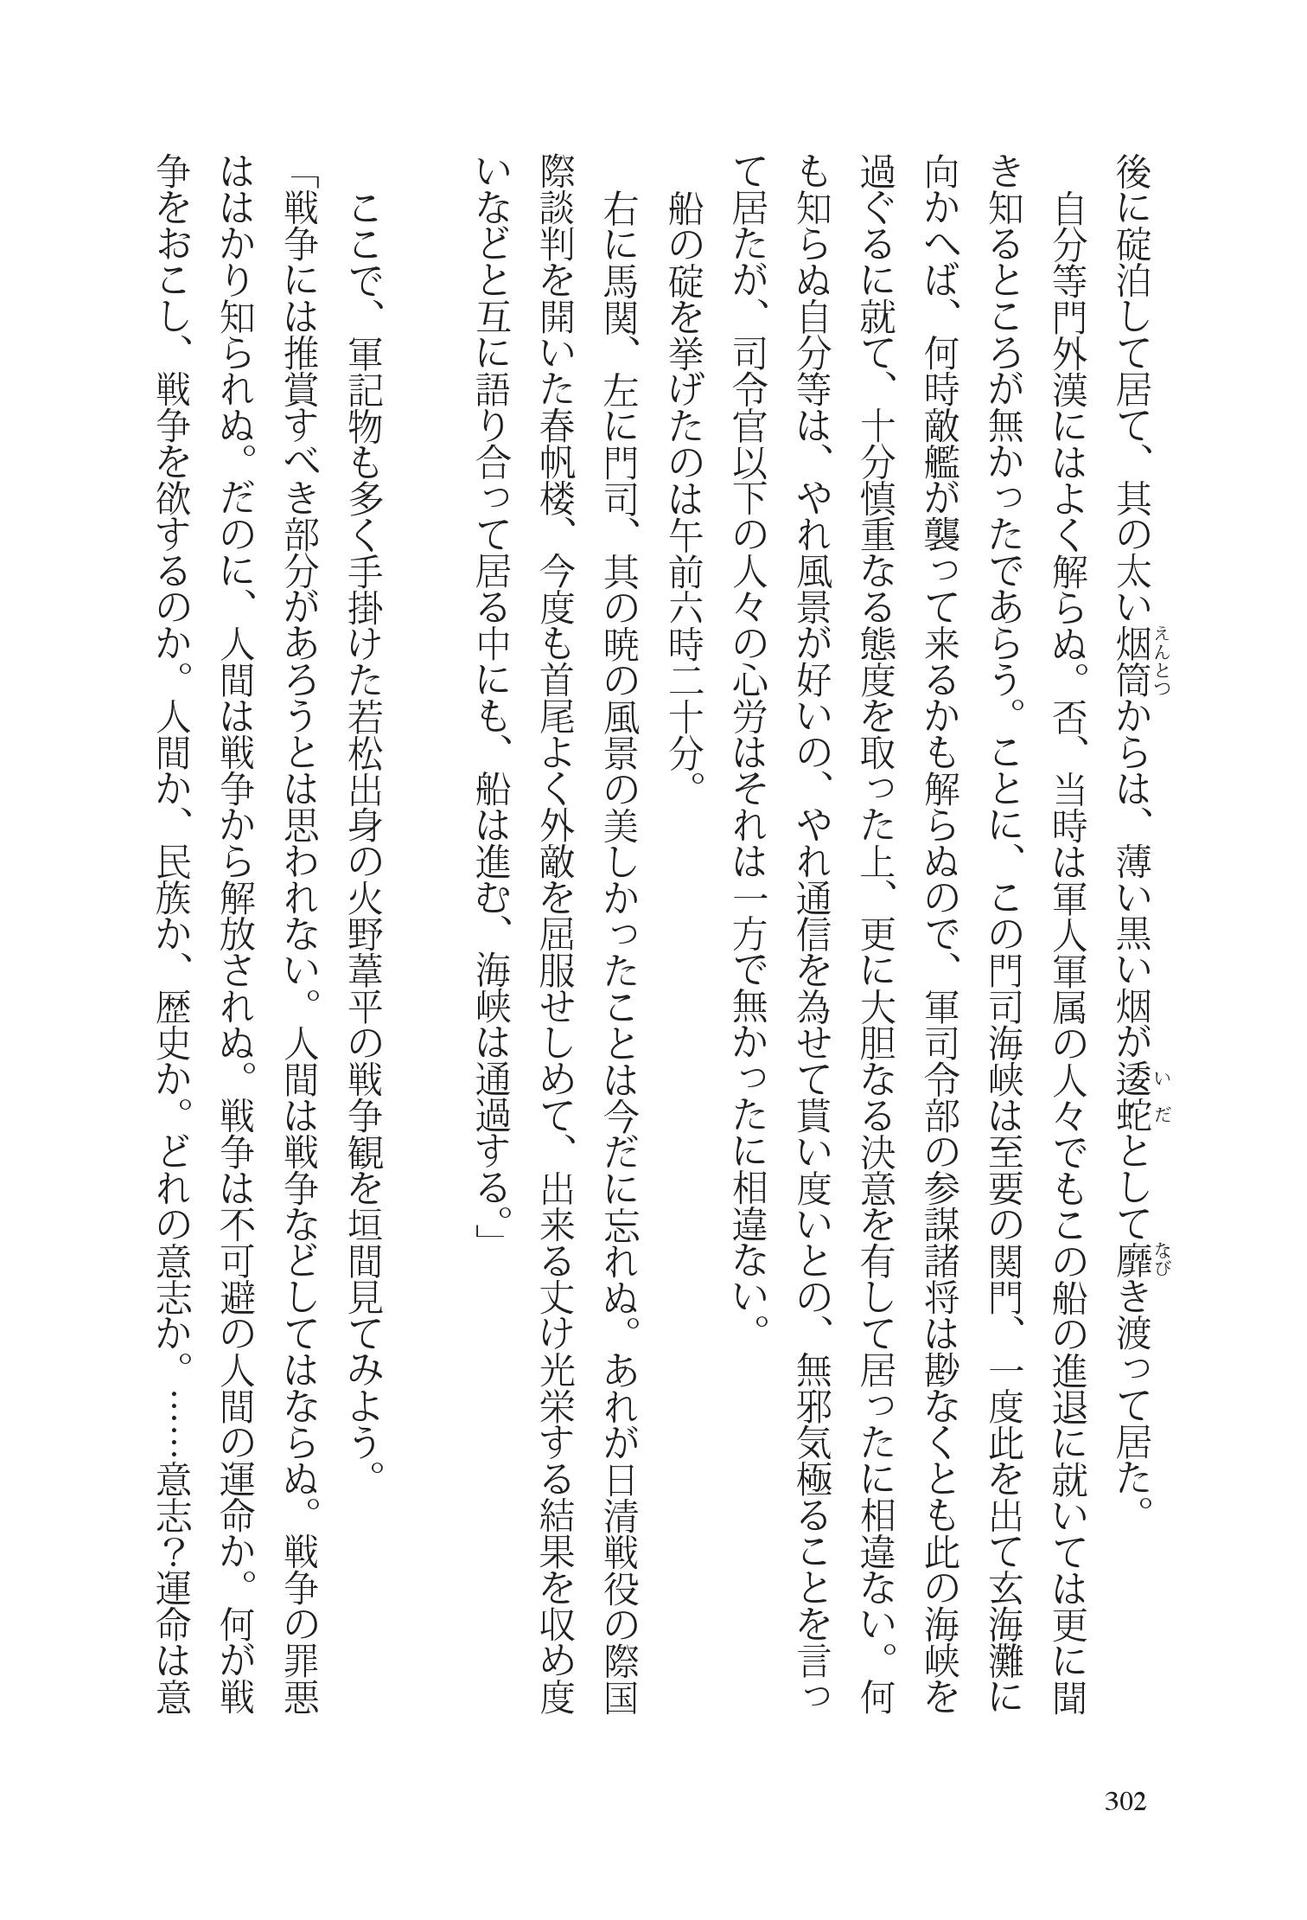 後に碇泊して居て、其の太い烟筒からは、薄い黒い烟が逶蛇として靡き渡って居た。
えんとつ
いだ
なび
　自分等門外漢にはよく解らぬ。否、当時は軍人軍属の人々でもこの船の進退に就いては更に聞
き知るところが無かったであらう。ことに、この門司海峡は至要の関門、一度此を出て玄海灘に
向かへば、何時敵艦が襲って来るかも解らぬので、軍司令部の参謀諸将は尠なくとも此の海峡を
過ぐるに就て、十分慎重なる態度を取った上、更に大胆なる決意を有して居ったに相違ない。何
も知らぬ自分等は、やれ風景が好いの、やれ通信を為せて貰い度いとの、無邪気極ることを言っ
て居たが、司令官以下の人々の心労はそれは一方で無かったに相違ない。
　船の碇を挙げたのは午前六時二十分。
　右に馬関、左に門司、其の暁の風景の美しかったことは今だに忘れぬ。あれが日清戦役の際国
際談判を開いた春帆楼、今度も首尾よく外敵を屈服せしめて、出来る丈け光栄する結果を収め度
いなどと互に語り合って居る中にも、船は進む、海峡は通過する。」
　ここで、軍記物も多く手掛けた若松出身の火野葦平の戦争観を垣間見てみよう。
「戦争には推賞すべき部分があろうとは思われない。人間は戦争などしてはならぬ。戦争の罪悪
ははかり知られぬ。だのに、人間は戦争から解放されぬ。戦争は不可避の人間の運命か。何が戦
争をおこし、戦争を欲するのか。人間か、民族か、歴史か。どれの意志か。……意志？運命は意
302